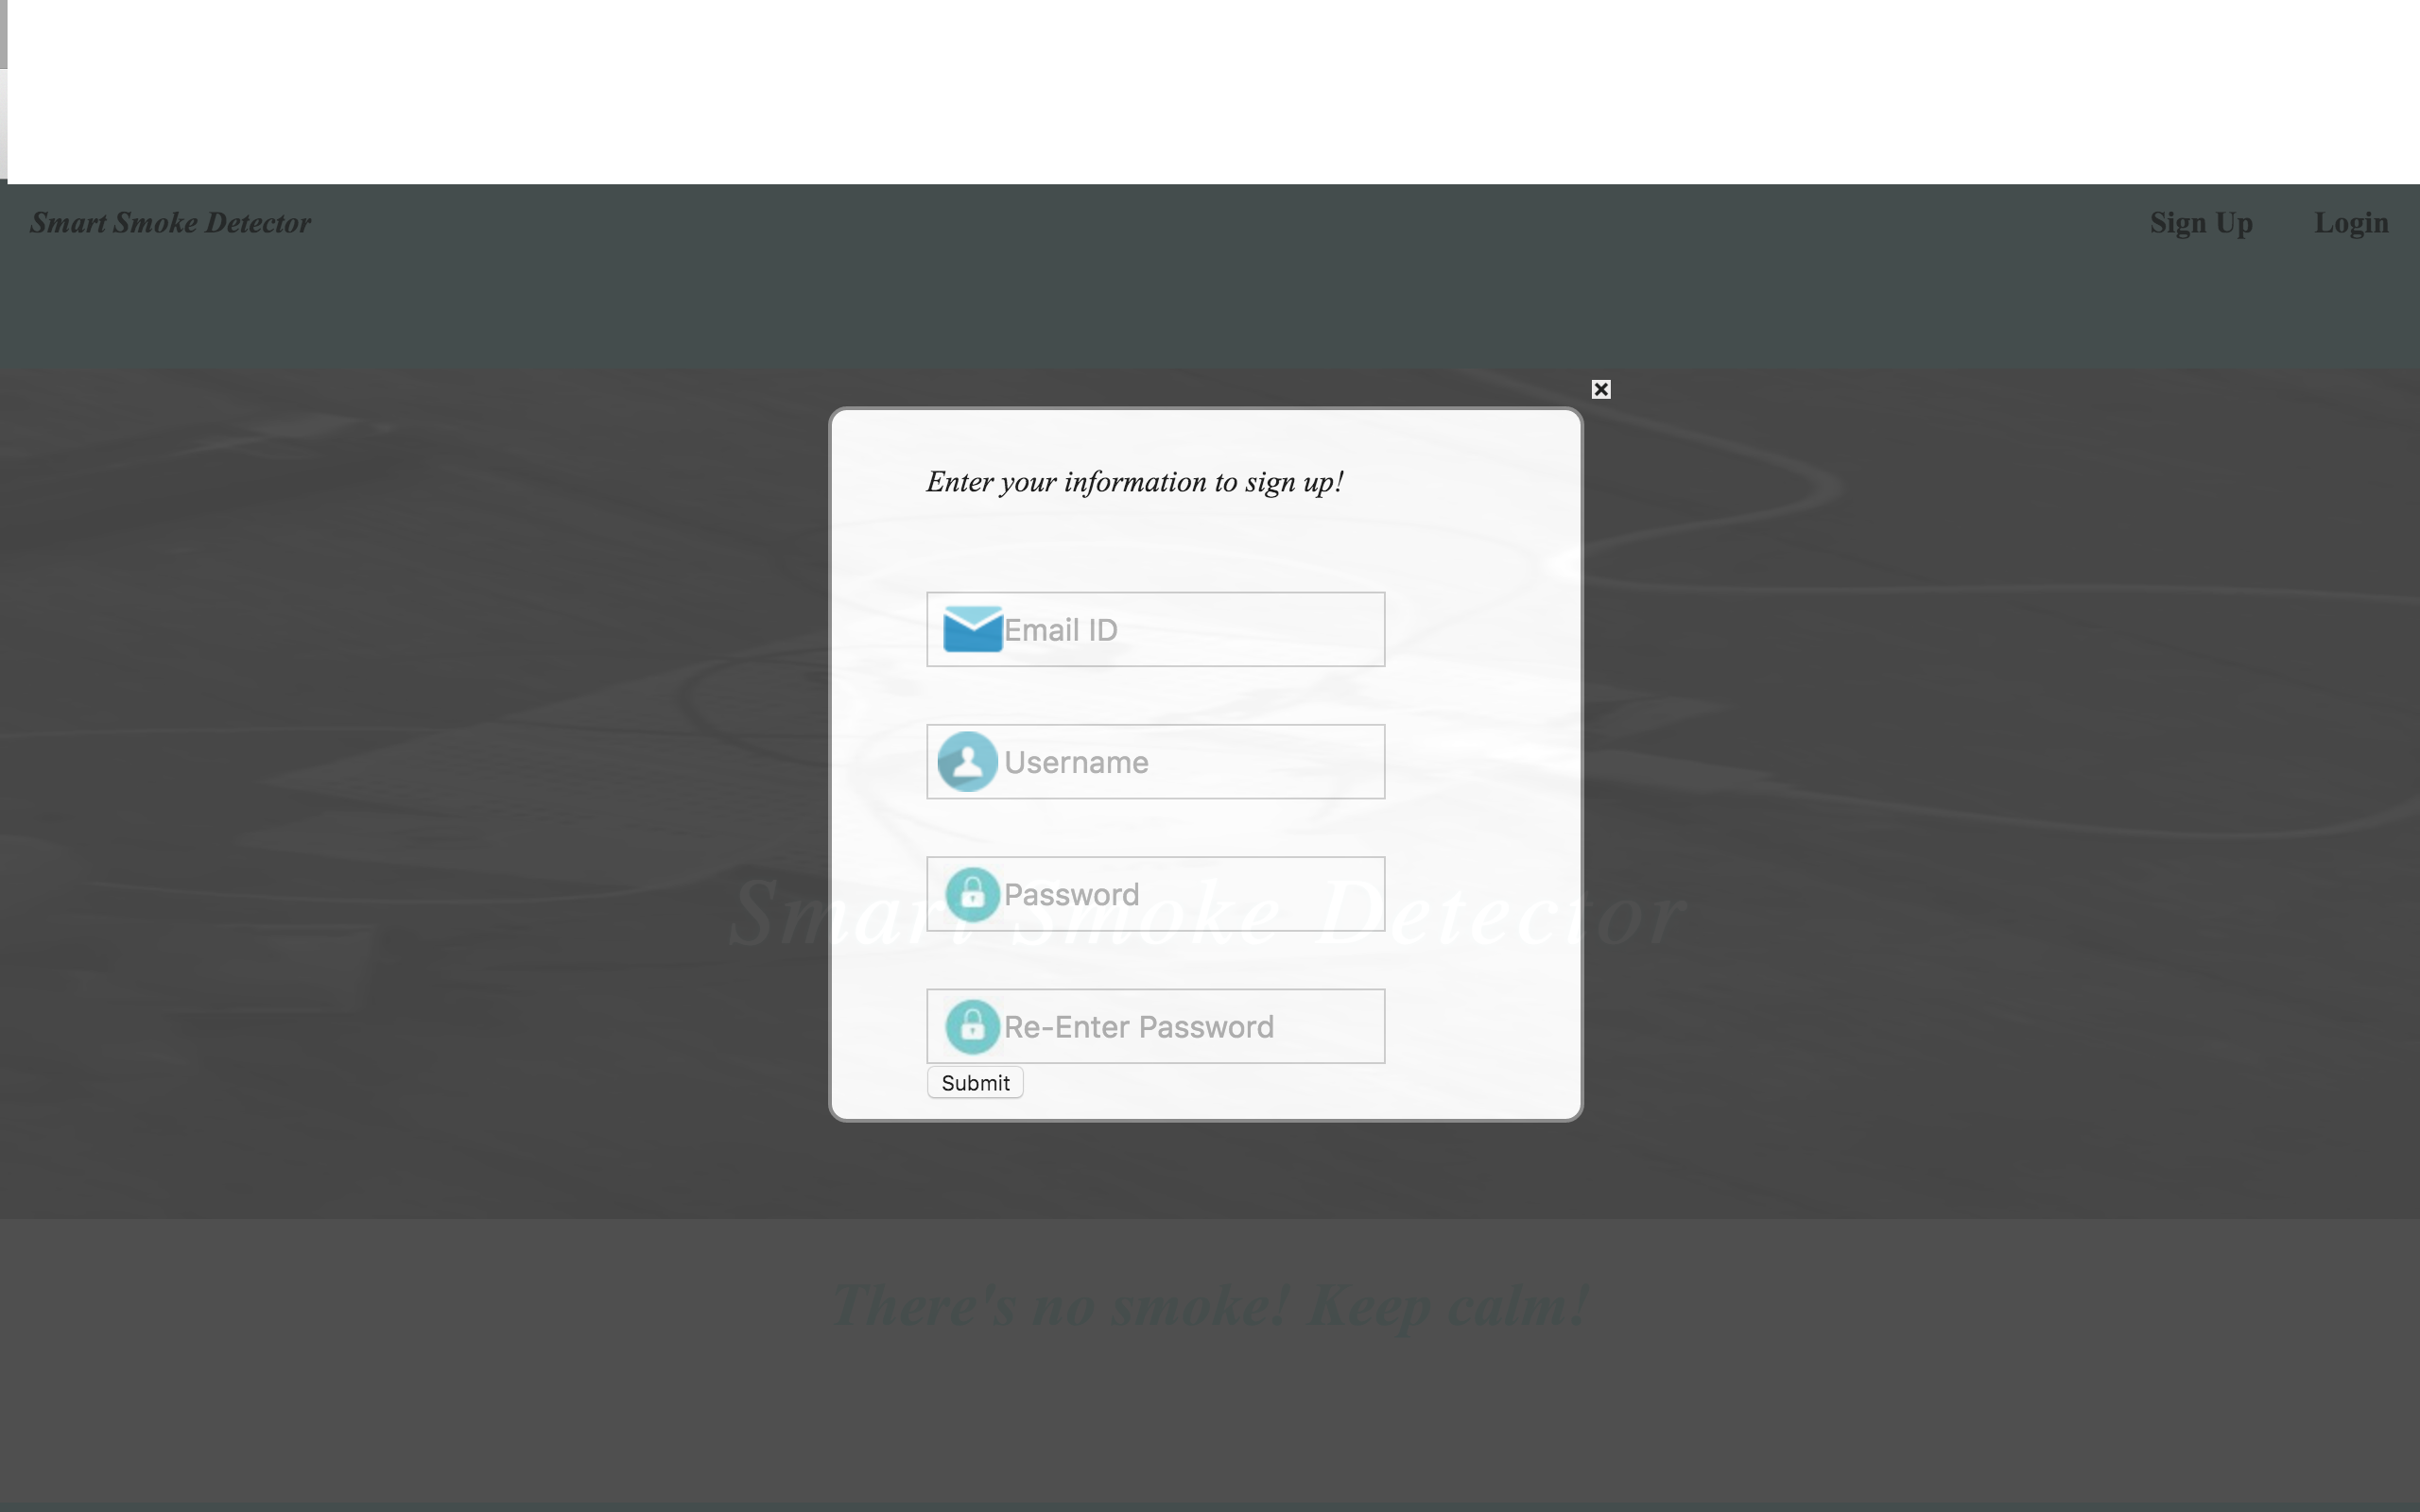 Smart Smoke Detector
Sign Up
Login
Enter your information to sign up!
Email ID
Username
Password
Smart Smoke Detector
Re-Enter Password
Submit
There's no smoke! Keep calm!